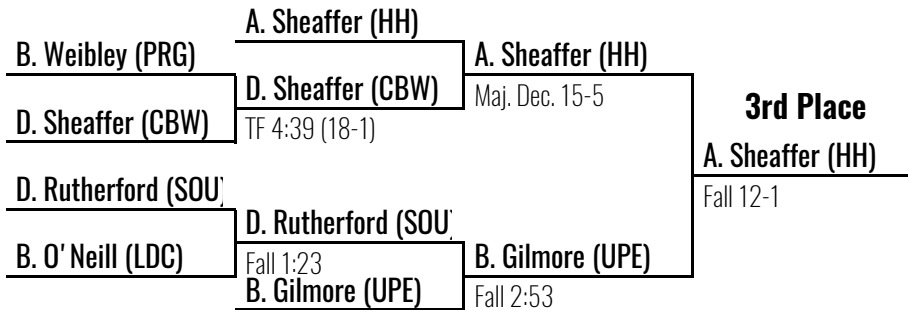 A. Sheaffer (HH)
B. Weibley (PRG)
A. Sheaffer (HH)
D. Sheaffer (CBW)
Maj. Dec. 15-5
3rd Place
D. Sheaffer (CBW)
TF 4:39 (18-1)
A. Sheaffer (HH)
D. Rutherford (SOU)
Fall 12-1
D. Rutherford (SOU
B. O'Neill (LDC)
Fall 1:23
B. Gilmore (UPE)
B. Gilmore (UPE)
Fall 2:53